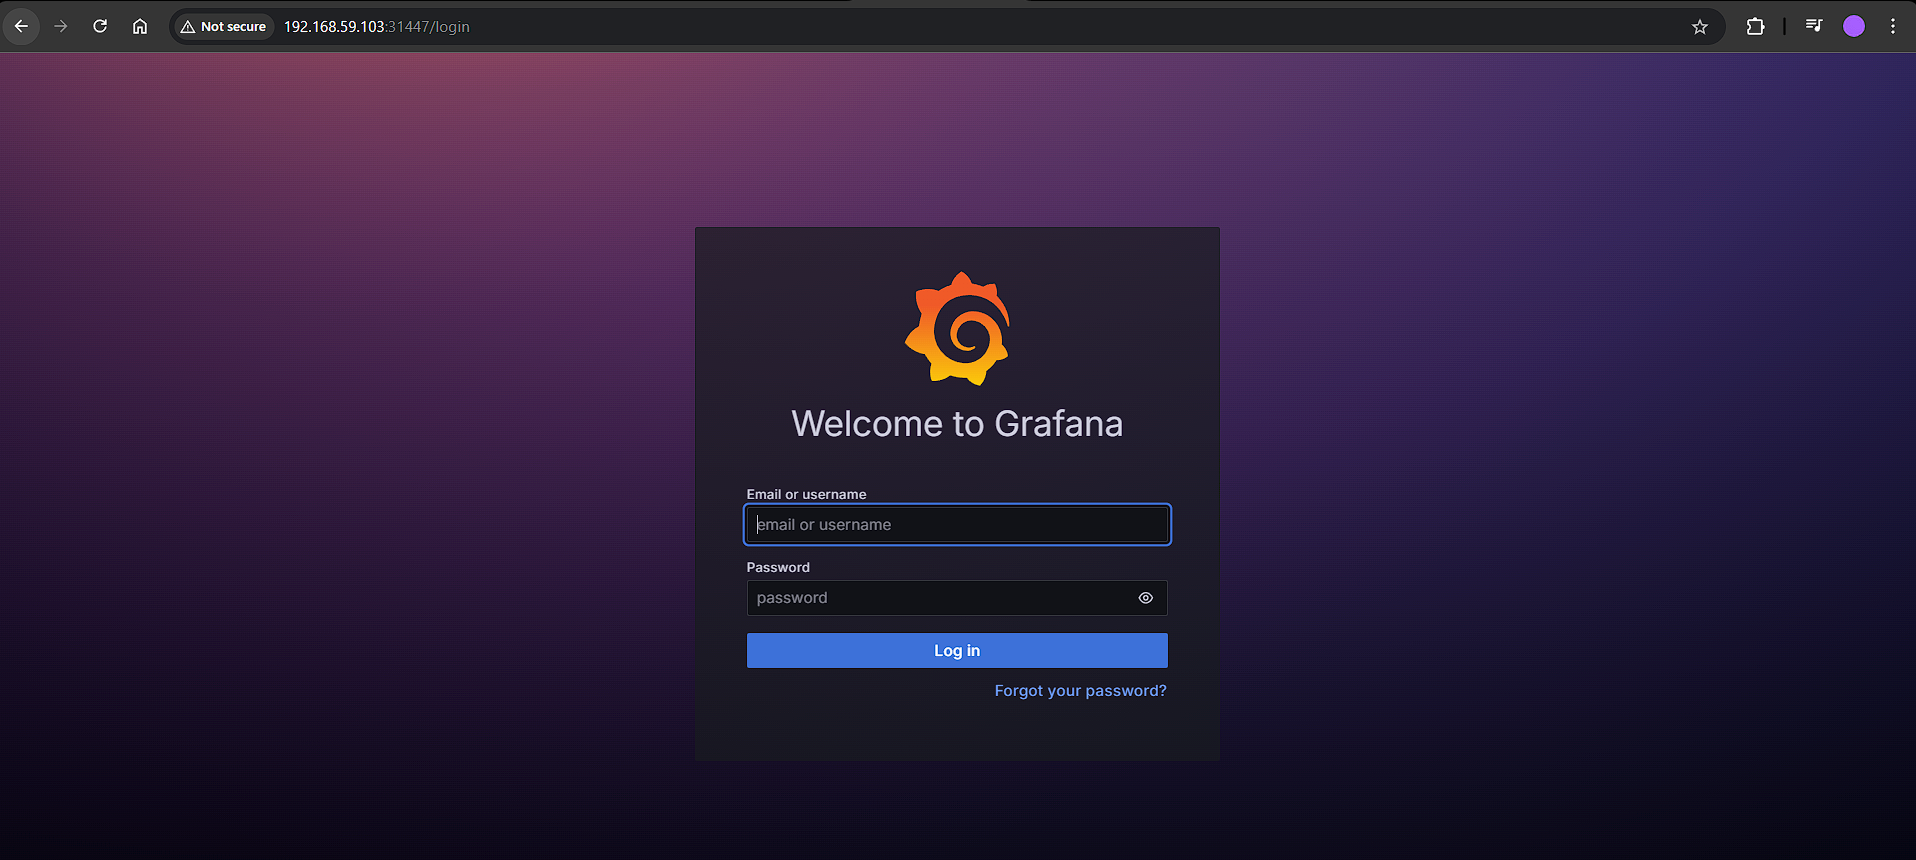 Not secure 192.168.59.103:31447/login
Welcome to Grafana
Email or username
email or username
Password
password
Log in
Forgot your password?